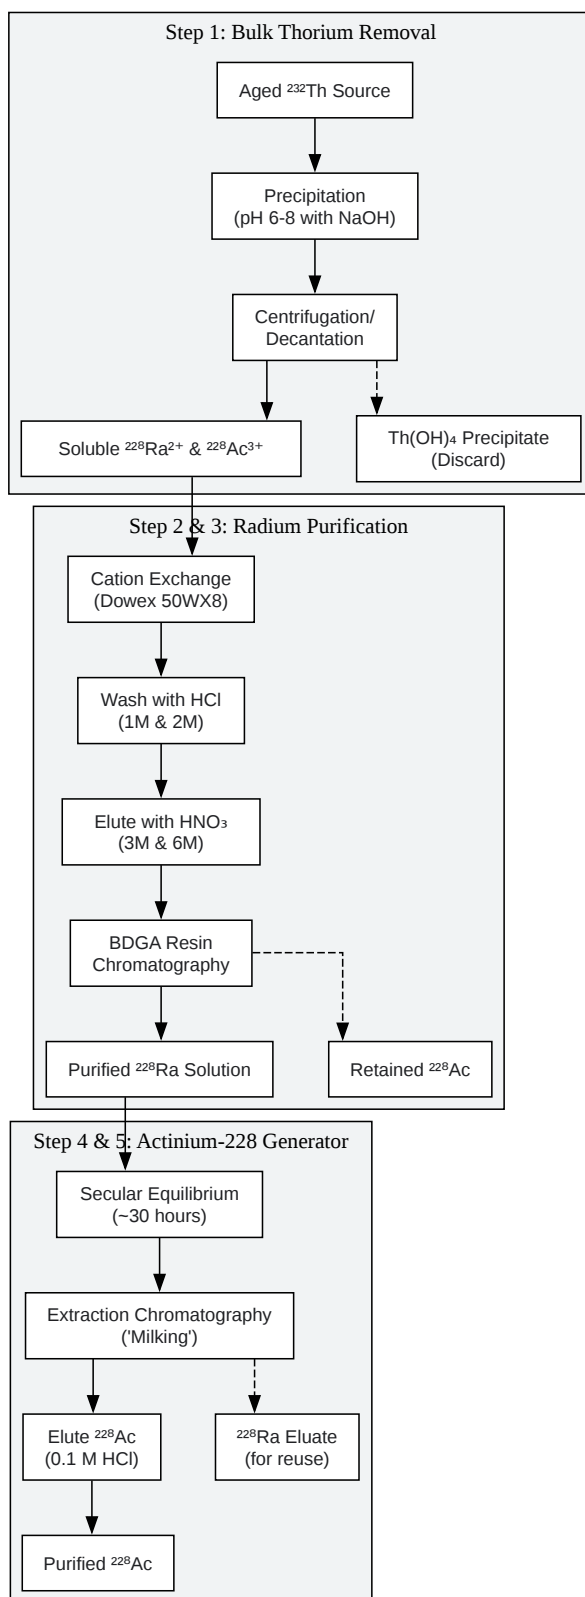 Step 1: Bulk Thorium Removal
Aged ²³²Th Source
Precipitation
(pH 6-8 with NaOH)
Centrifugation/
Decantation
Soluble ²²⁸Ra²⁺ & ²²⁸Ac³⁺
Th(OH)₄ Precipitate
(Discard)
Step 2 & 3: Radium Purification
Cation Exchange
(Dowex 50WX8)
Wash with HCl
(1M & 2M)
Elute with HNO₃
(3M & 6M)
BDGA Resin
Chromatography
Purified ²²⁸Ra Solution
Retained ²²⁸Ac
Step 4 & 5: Actinium-228 Generator
Secular Equilibrium
(~30 hours)
Extraction Chromatography
('Milking')
Elute ²²⁸Ac
(0.1 M HCl)
²²⁸Ra Eluate
(for reuse)
Purified ²²⁸Ac